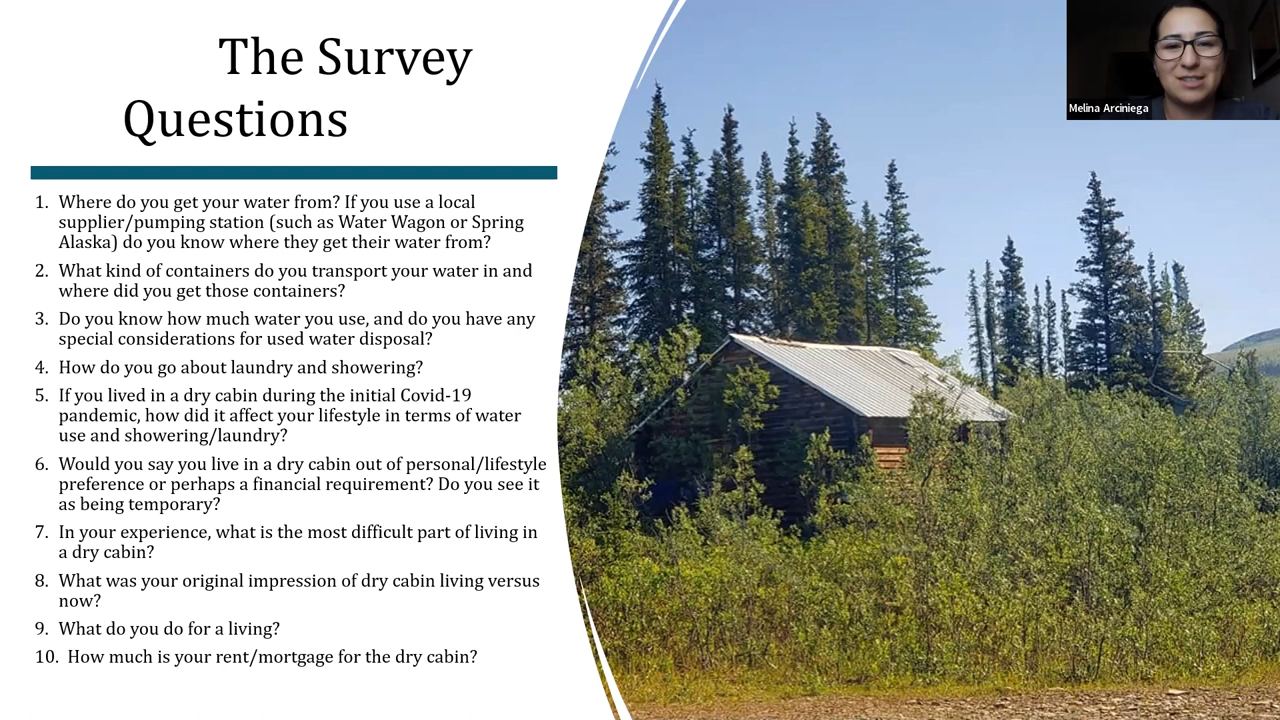 The Survey
Questions
1. Where do you get your water from? If you use a local
supplier/pumping station (such as Water Wagon or Spring
Alaska) do you know where they get their water from?
2. What kind of containers do you transport your water in and
where did you get those containers?
3. Do you know how much water you use, and do you have any
special considerations for used water disposal?
4. How do you go about laundry and showering?
5. If you lived in a dry cabin during the initial Covid-19
pandemic, how did it affect your lifestyle in terms of water
use and showering/laundry?
6. Would you say you live in a dry cabin out of personal/lifestyle
preference or perhaps a financial requirement? Do you see it
as being temporary?
7. In your experience, what is the most difficult part of living in
a dry cabin?
8. What was your original impression of dry cabin living versus
now?
9. What do you do for a living?
10. How much is your rent/mortgage for the dry cabin?
Melina Arciniega